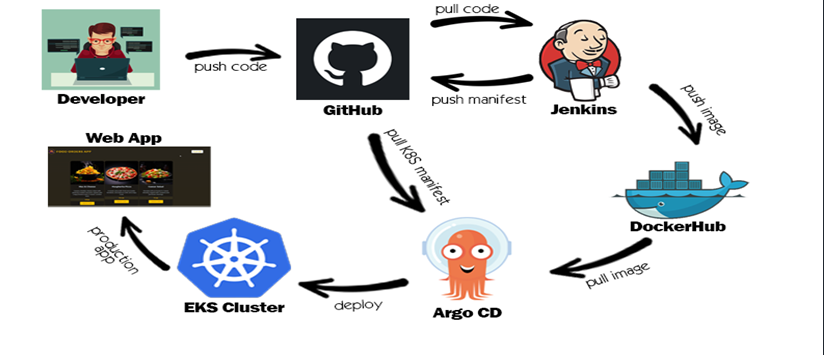 pull code
push code
Developer
GitHub
push manifest
Jenkins
push image
Web App
pull K8S manifest
DockerHub
production
app
pull image
EKS Cluster
deploy
Argo CD